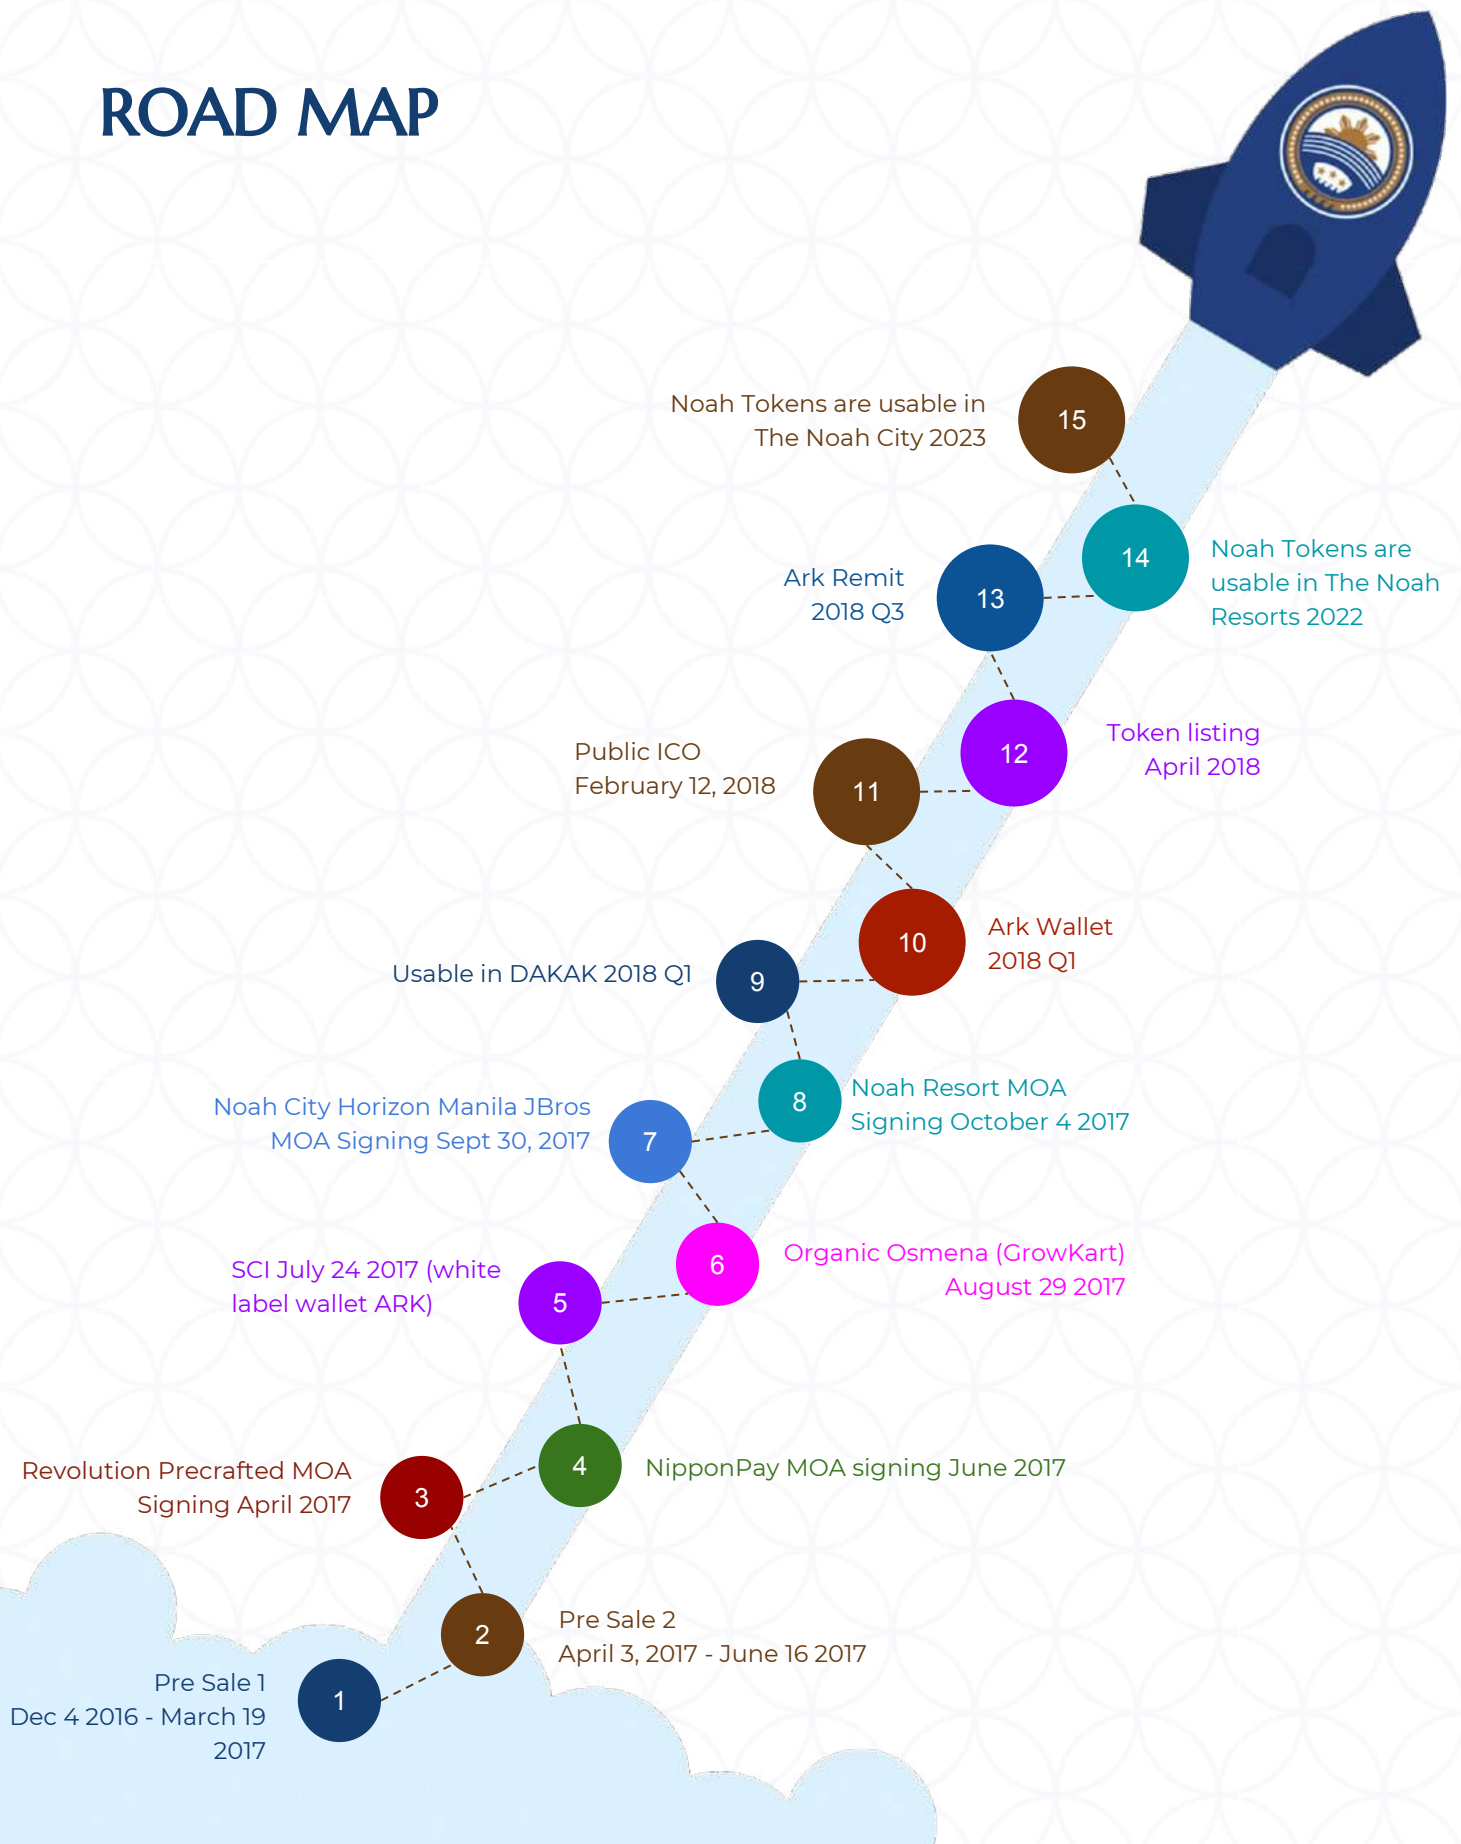 ROAD MAP
Noah Tokens are usable in
The Noah City 2023
15
14
Noah Tokens are
usable in The Noah
Resorts 2022
Ark Remit
2018 Q3
13
12
Token listing
April 2018
Public ICO
February 12, 2018
11
10
Ark Wallet
2018 Q1
Usable in DAKAK 2018 Q1
9
8
Noah Resort MOA
Signing October 4 2017
Noah City Horizon Manila JBros
MOA Signing Sept 30, 2017
7
6
Organic Osmena (GrowKart)
August 29 2017
SCI July 24 2017 (white
label wallet ARK)
5
4
NipponPay MOA signing June 2017
Revolution Precrafted MOA
Signing April 2017
3
2
Pre Sale 2
April 3, 2017 - June 16 2017
Pre Sale 1
Dec 4 2016 - March 19
2017
1